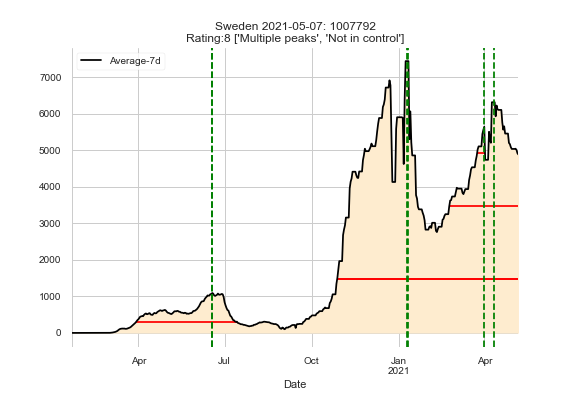 Sweden 2021-05-07: 1007792
Rating:8 ['Multiple peaks', 'Not in control']
Average-7d
7000
6000
5000
4000
3000
2000
1000
0
Apr Jul Oct Jan Apr
2021
Date